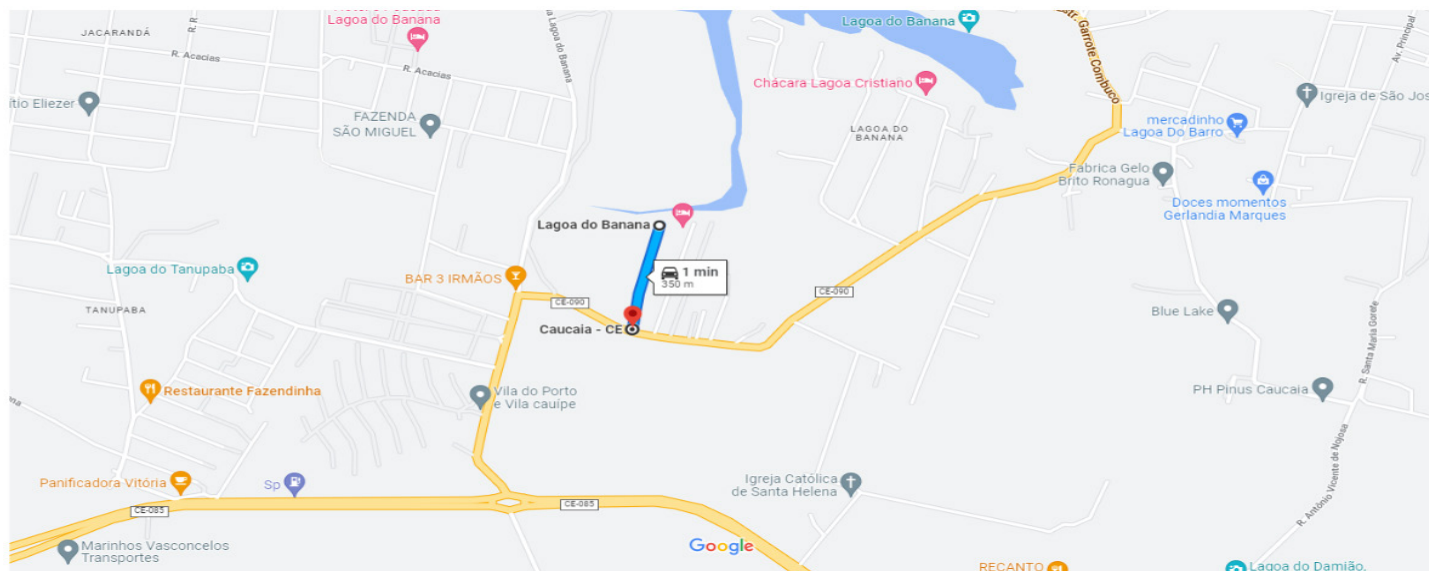 Lagoa do Banana
Lagoa do Banana
JACARANDÁ
R. R
Lagoa do Banana
R. Acacias
R. Acacias
ítio Eliezer
FAZENDA
SÃO MIGUEL
Chácara Lagoa Cristiano
LAGOA DO
BANANA
Garrote Combuco
Av. Principal
Igreja de São Jos
mercadinho
Lagoa Do Barro
Fabrica Gelo
Brito Ronagua
Doces momentos
Gerlandia Marques
Lagoa do Banana
Lagoa do Tanupaba
BAR 3 IRMÃOS
1 min
350 m
CE-090
CE-090
TANUPABA
Caucaia - CE
Blue Lake
R. Santa Maria Gorete
Restaurante Fazendinha
Vila do Porto
e Vila cauípe
PH Pinus Caucaia
Panificadora Vitória
Sp
Igreja Católica
de Santa Helena
R. Antônio Vicente de Nojosa
CE-085
CE-085
Marinhos Vasconcelos
Transportes
Google
RECANTO
Lagoa do Damião,